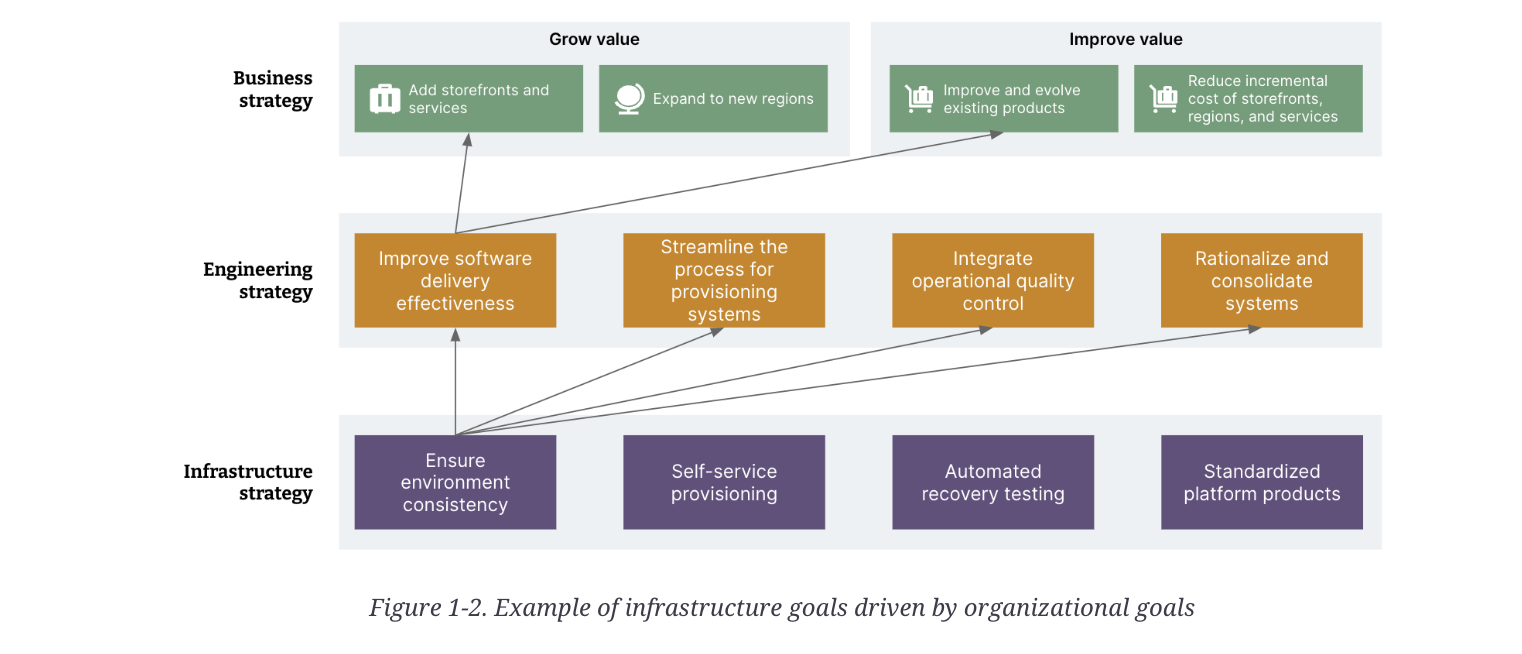 Grow value
Improve value
Business
strategy
Add storefronts and
services
Expand to new regions
Improve and evolve
existing products
Reduce incremental
cost of storefronts,
regions, and services
Engineering
strategy
Improve software
delivery
effectiveness
Streamline the
process for
provisioning
systems
Integrate
operational quality
control
Rationalize and
consolidate
systems
Infrastructure
strategy
Ensure
environment
consistency
Self-service
provisioning
Automated
recovery testing
Standardized
platform products
Figure 1-2. Example of infrastructure goals driven by organizational goals